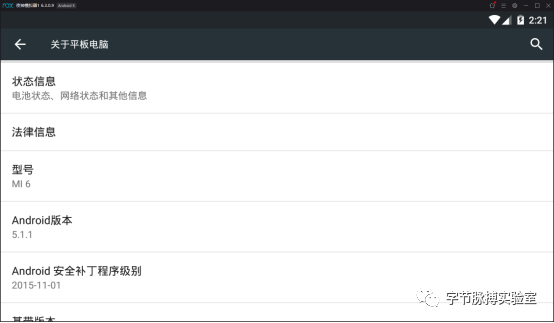 nox 夜神模拟器1 6.3.0.9 Android 5
2:21
关于平板电脑
状态信息
电池状态、网络状态和其他信息
法律信息
型号
MI 6
Android版本
5.1.1
Android 安全补丁程序级别
2015-11-01
基带版本
字节脉搏实验室